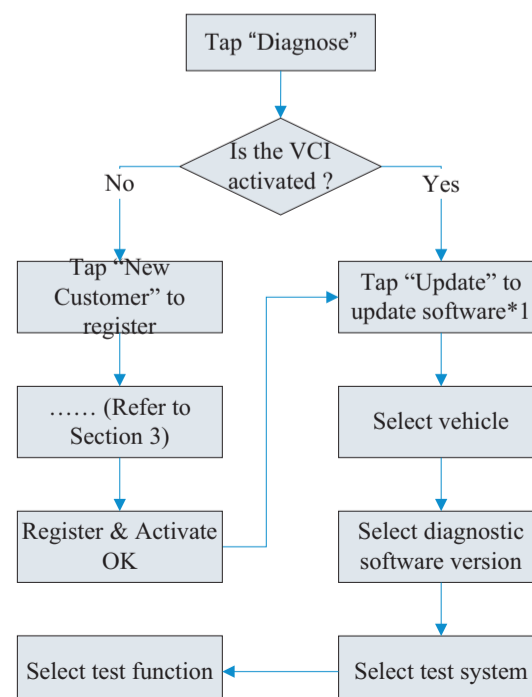 Tap “Diagnose”
Is the VCI
activated ?
No
Yes
Tap “New
Customer” to
register
Tap “Update” to
update software*1
…… (Refer to
Section 3)
Select vehicle
Register & Activate
OK
Select diagnostic
software version
Select test function
Select test system